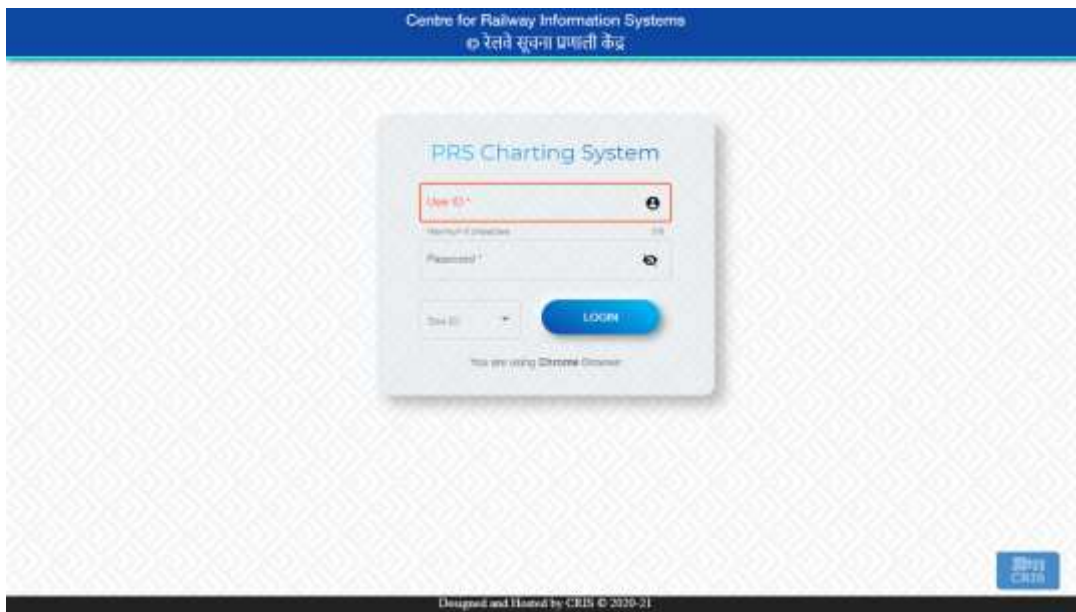 Centre for Railway Information Systems
© रेलवे सूचना प्रणाली केंद्र
PRS Charting System
User ID *
Password *
LOGIN
You are using Chrome Browser
क्रिस
CRIS
Designed and Hosted by CRIS © 2020-21